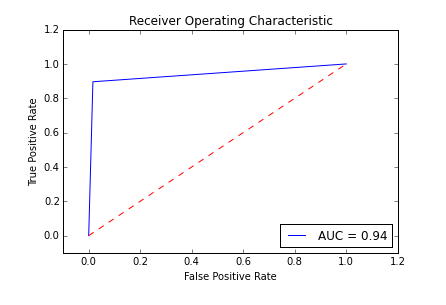 Receiver Operating Characteristic
1.2
1.0
0.8
0.6
0.4
0.2
0.0
True Positive Rate
AUC = 0.94
0.0 0.2 0.4 0.6 0.8 1.0 1.2
False Positive Rate